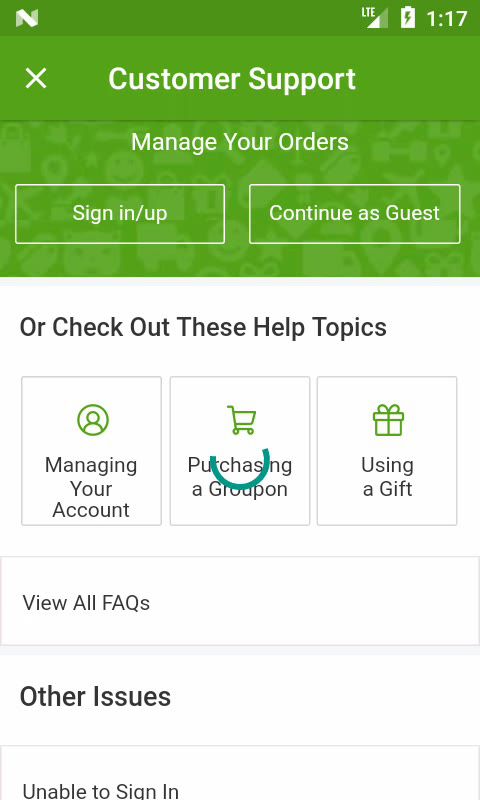 LTE 1:17
Customer Support
Manage Your Orders
Sign in/up
Continue as Guest
Or Check Out These Help Topics
Managing
Your
Account
Purchasing
a Groupon
Using
a Gift
View All FAQs
Other Issues
Unable to Sign In